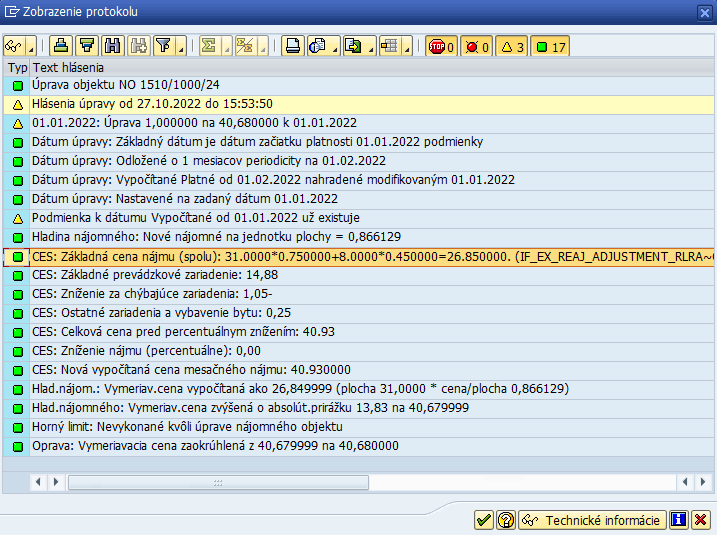 Zobrazenie protokolu
STOP 0 0 3 17
Typ Text hlásenia
Úprava objektu NO 1510/1000/24
Hlásenia úpravy od 27.10.2022 do 15:53:50
01.01.2022: Úprava 1,000000 na 40,680000 k 01.01.2022
Dátum úpravy: Základný dátum je dátum začiatku platnosti 01.01.2022 podmienky
Dátum úpravy: Odložené o 1 mesiacov periodicity na 01.02.2022
Dátum úpravy: Vypočítané Platné od 01.02.2022 nahradené modifikovaným 01.01.2022
Dátum úpravy: Nastavené na zadaný dátum 01.01.2022
Podmienka k dátumu Vypočítané od 01.01.2022 už existuje
Hladina nájomného: Nové nájomné na jednotku plochy = 0,866129
CES: Základná cena nájmu (spolu): 31.0000*0.750000+8.0000*0.450000=26.850000. (IF_EX_REAJ_ADJUSTMENT_RLRA~
CES: Základné prevádzkové zariadenie: 14,88
CES: Zníženie za chýbajúce zariadenia: 1,05-
CES: Ostatné zariadenia a vybavenie bytu: 0,25
CES: Celková cena pred percentuálnym znížením: 40.93
CES: Zníženie nájmu (percentuálne): 0,00
CES: Nová vypočítaná cena mesačného nájmu: 40.930000
Hlad.nájom.: Vymeriav.cena vypočítaná ako 26,849999 (plocha 31,0000 * cena/plocha 0,866129)
Hlad.nájomného: Vymeriav.cena zvýšená o absolút.prirážku 13,83 na 40,679999
Horný limit: Nevykonané kvôli úprave nájomného objektu
Oprava: Vymeriavacia cena zaokrúhlená z 40,679999 na 40,680000
Technické informácie